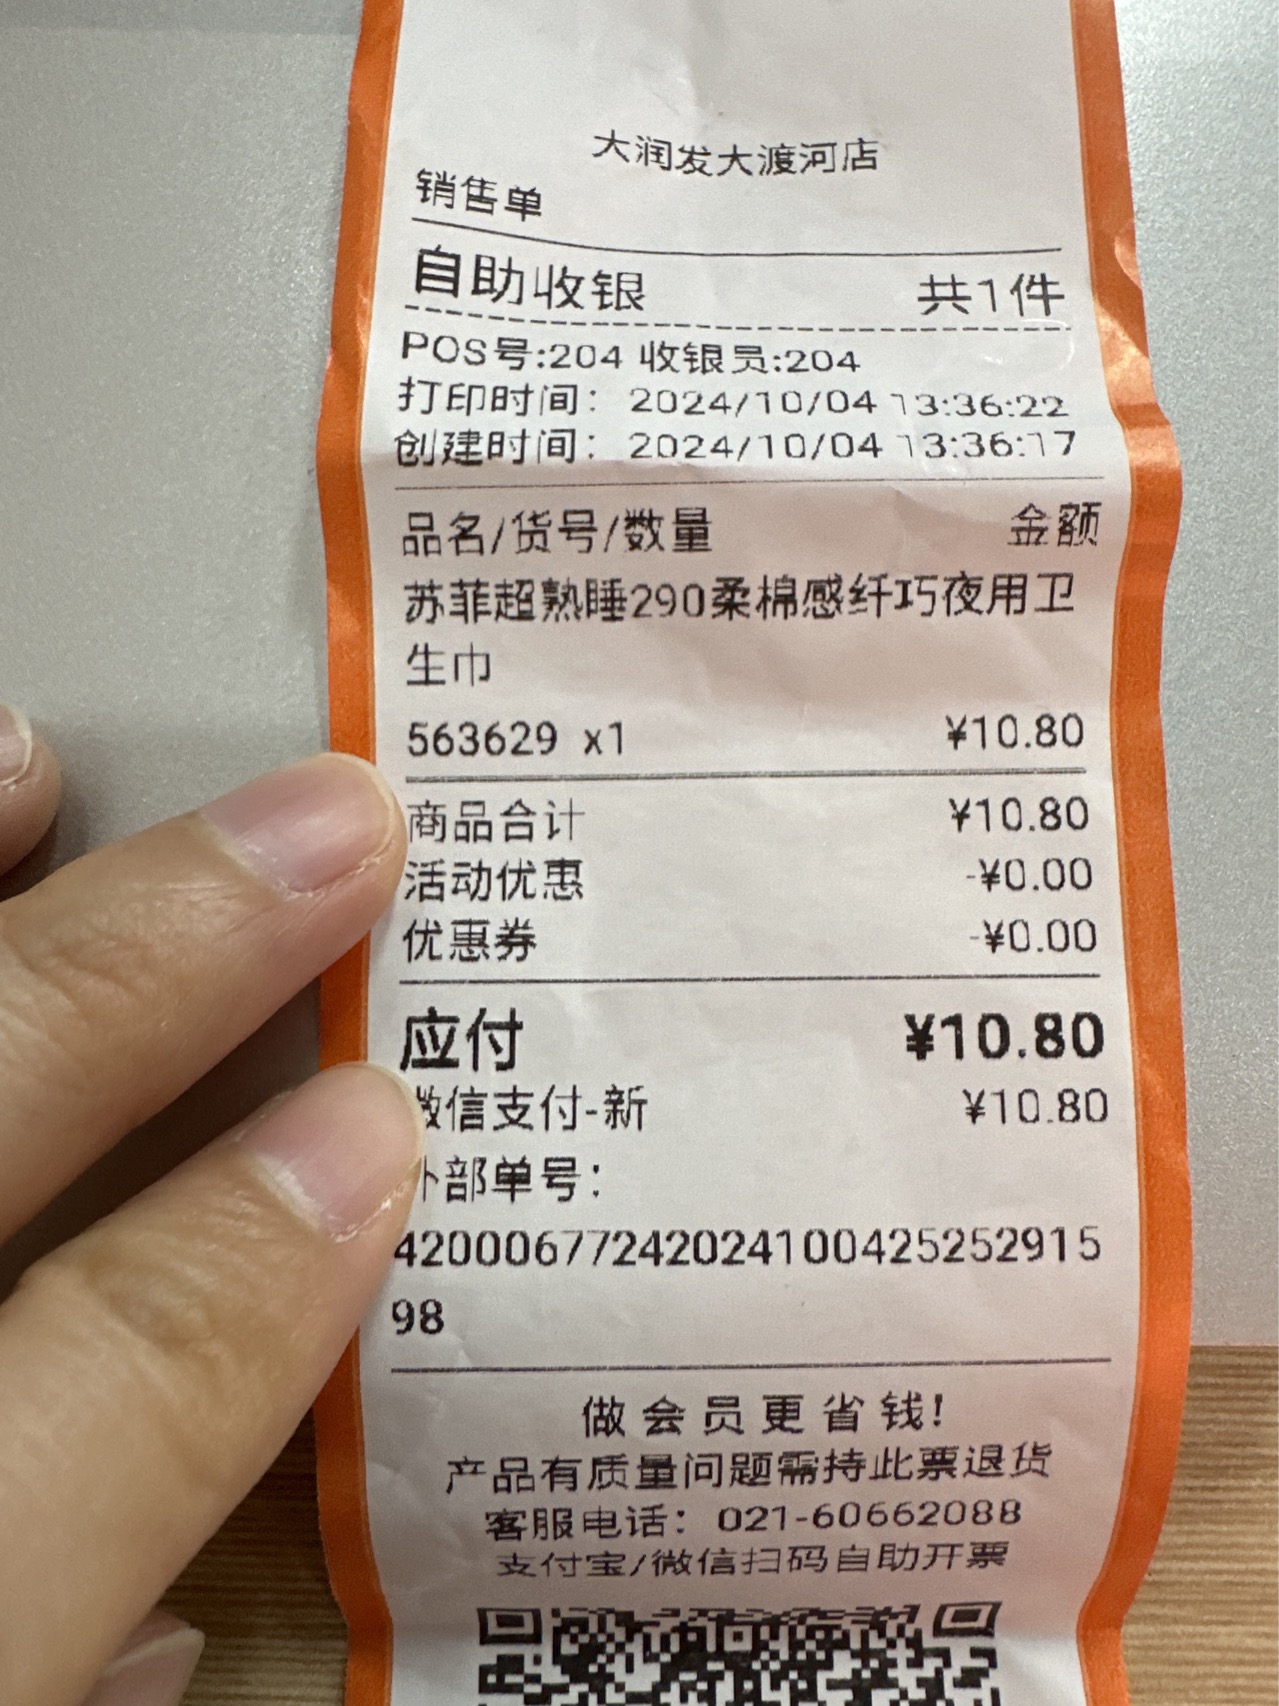 大润发大渡河店
销售单
自助收银 共1件
POS号:204 收银员:204
打印时间： 2024/10/04 13:36:22
创建时间： 2024/10/04 13:36:17
品名/货号/数量 金额
苏菲超熟睡290柔棉感纤巧夜用卫
生巾
563629 x1 ¥10.80
商品合计 ¥10.80
活动优惠 -¥0.00
优惠券 -¥0.00
应付 ¥10.80
微信支付-新 ¥10.80
外部单号：
42000677242024100425252915
98
做会员更省钱!
产品有质量问题需持此票退货
客服电话：021-60662088
支付宝/微信扫码自助开票